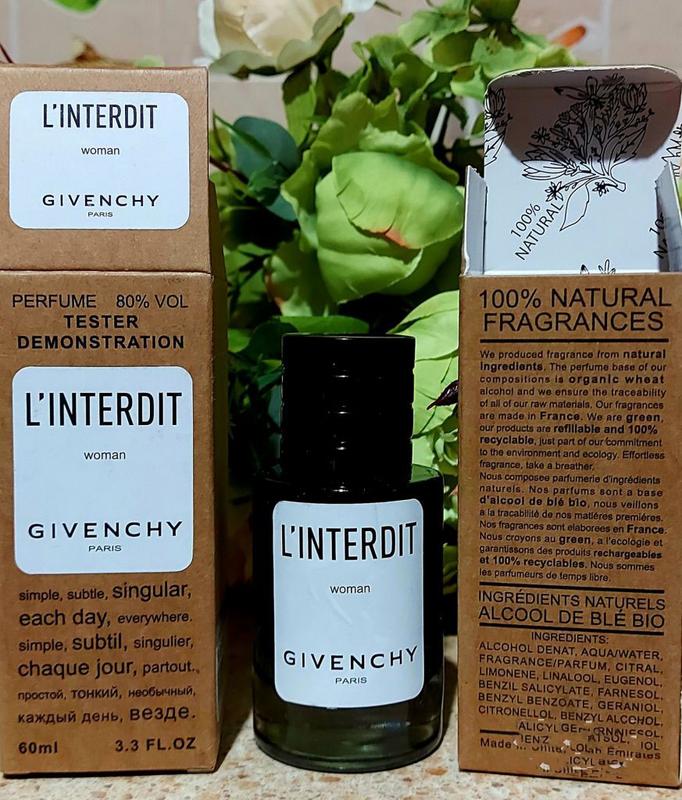 L'INTERDIT
woman
GIVENCHY
PARIS
PERFUME 80% VOL
TESTER
DEMONSTRATION
L'INTERDIT
woman
GIVENCHY
PARIS
simple, subtle, singular,
each day, everywhere.
simple, subtil, singulier,
chaque jour, partout.
простой, тонкий, необычный,
каждый день, везде.
60ml 3.3 FL.OZ
L'INTERDIT
woman
GIVENCHY
PARIS
100%
NATURAL
100% NATURAL
FRAGRANCES
We produced fragrance from natural
ingredients. The perfume base of our
compositions is organic wheat
alcohol and we ensure the traceability
of all of our raw materials. Our fragrances
are made in France. We are green,
our products are refillable and 100%
recyclable, just part of our commitment
to the environment and ecology. Effortless
fragrance, take a breather.
Nous composez parfumerie d'ingrédients
naturels. Nos parfums sont a base
d'alcool de blé bio, nous veillons
à la tracabilité de nos matières premières.
Nos fragrances sont elaborees en France.
Nous croyons au green, a l'ecologie et
garantissons des produits rechargeables
et 100% recyclables. Nous sommes
les parfumeurs de temps libre.
INGRÉDIENTS NATURELS
ALCOOL DE BLÉ BIO
INGREDIENTS:
ALCOHOL DENAT, AQUA/WATER,
FRAGRANCE/PARFUM, CITRAL,
LIMONENE, LINALOOL, EUGENOL,
BENZIL SALICYLATE, FARNESOL,
BENZYL BENZOATE, GERANIOL,
CITRONELLOL, BENZYL ALCOHOL,
Made in Emirates